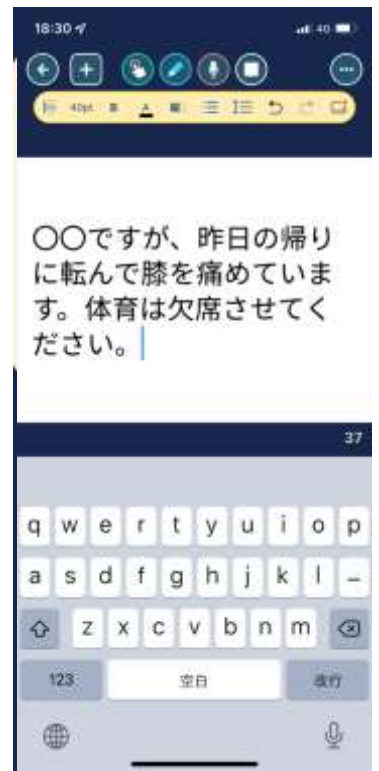 18:30
4G
40pt B A
〇〇ですが、昨日の帰り
に転んで膝を痛めていま
す。体育は欠席させてく
ださい。
37
q w e r t y u i o p
a s d f g h j k l –
z x c v b n m
123 空白 改行